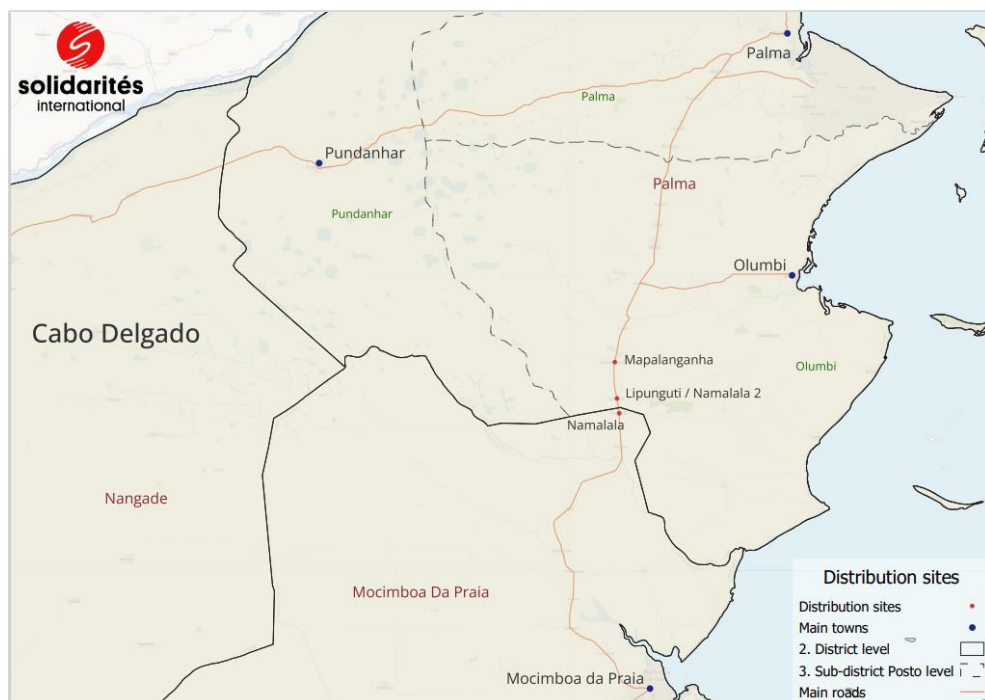 solidarités
international
Palma
Palma
Pundanhar
Palma
Pundanhar
Olumbi
Cabo Delgado
Mapalanganha
Olumbi
Lipunguti / Namalala 2
Namalala
Nangade
Mocimboa Da Praia
Mocimboa da Praia
Distribution sites
Distribution sites
Main towns
2. District level
3. Sub-district Posto level
Main roads